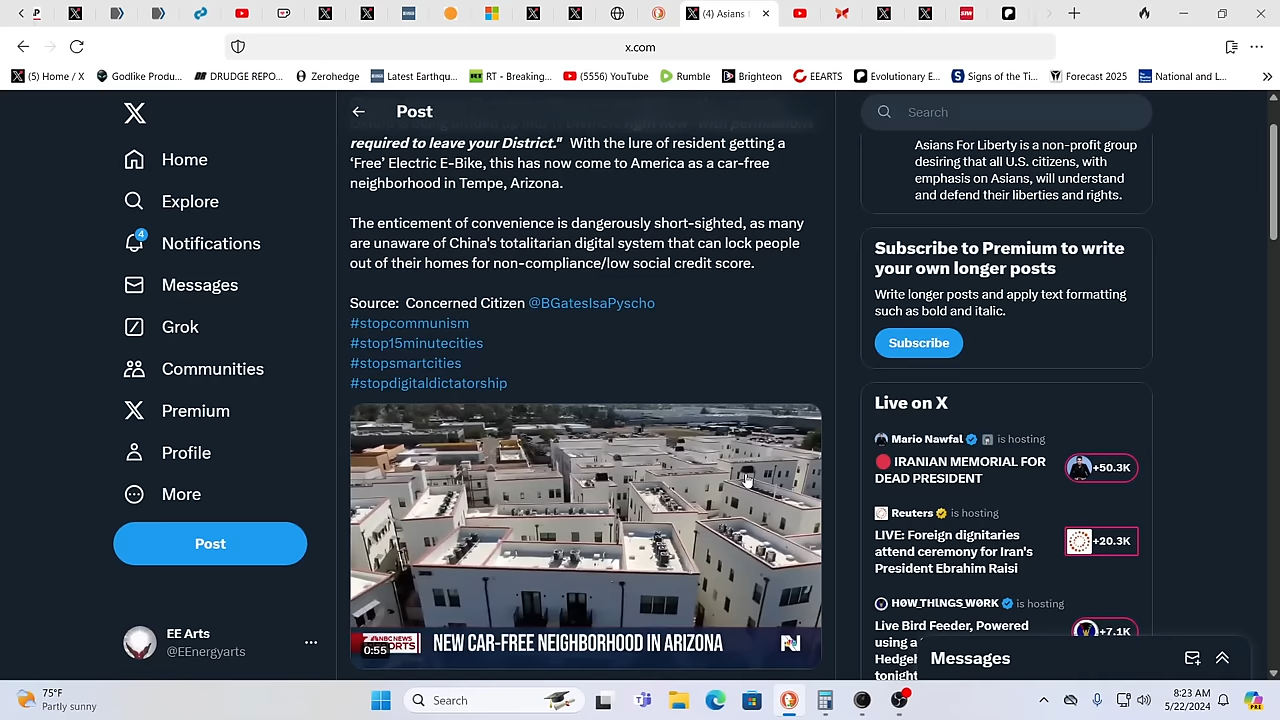 (4) Asians
x.com
(5) Home / X
Godlike Produ...
DRUDGE REPO...
Zerohedge
Latest Earthqu...
RT - Breaking...
(5556) YouTube
Rumble
Brighteon
EEARTS
Evolutionary E...
Signs of the Ti...
Forecast 2025
National and L...
Home
Explore
4
Notifications
Messages
Grok
Communities
Premium
Profile
More
Post
EE Arts
@EEnergyarts
Post
required to leave your District." With the lure of resident getting a
‘Free’ Electric E-Bike, this has now come to America as a car-free
neighborhood in Tempe, Arizona.
The enticement of convenience is dangerously short-sighted, as many
are unaware of China's totalitarian digital system that can lock people
out of their homes for non-compliance/low social credit score.
Source: Concerned Citizen @BGatesIsaPyscho
#stopcommunism
#stop15minutecities
#stopsmartcities
#stopdigitaldictatorship
NBC NEWS
0:55
NEW CAR-FREE NEIGHBORHOOD IN ARIZONA
Search
Asians For Liberty is a non-profit group
desiring that all U.S. citizens, with
emphasis on Asians, will understand
and defend their liberties and rights.
Subscribe to Premium to write
your own longer posts
Write longer posts and apply text formatting
such as bold and italic.
Subscribe
Live on X
Mario Nawfal is hosting
IRANIAN MEMORIAL FOR
DEAD PRESIDENT
+50.3K
Reuters is hosting
LIVE: Foreign dignitaries
attend ceremony for Iran's
President Ebrahim Raisi
+20.3K
HØW_THÎNGS_WØRK is hosting
Live Bird Feeder, Powered
using a
Hedgeh
tonight
+7.1K
Messages
75°F
Partly sunny
Search
8:23 AM
5/22/2024